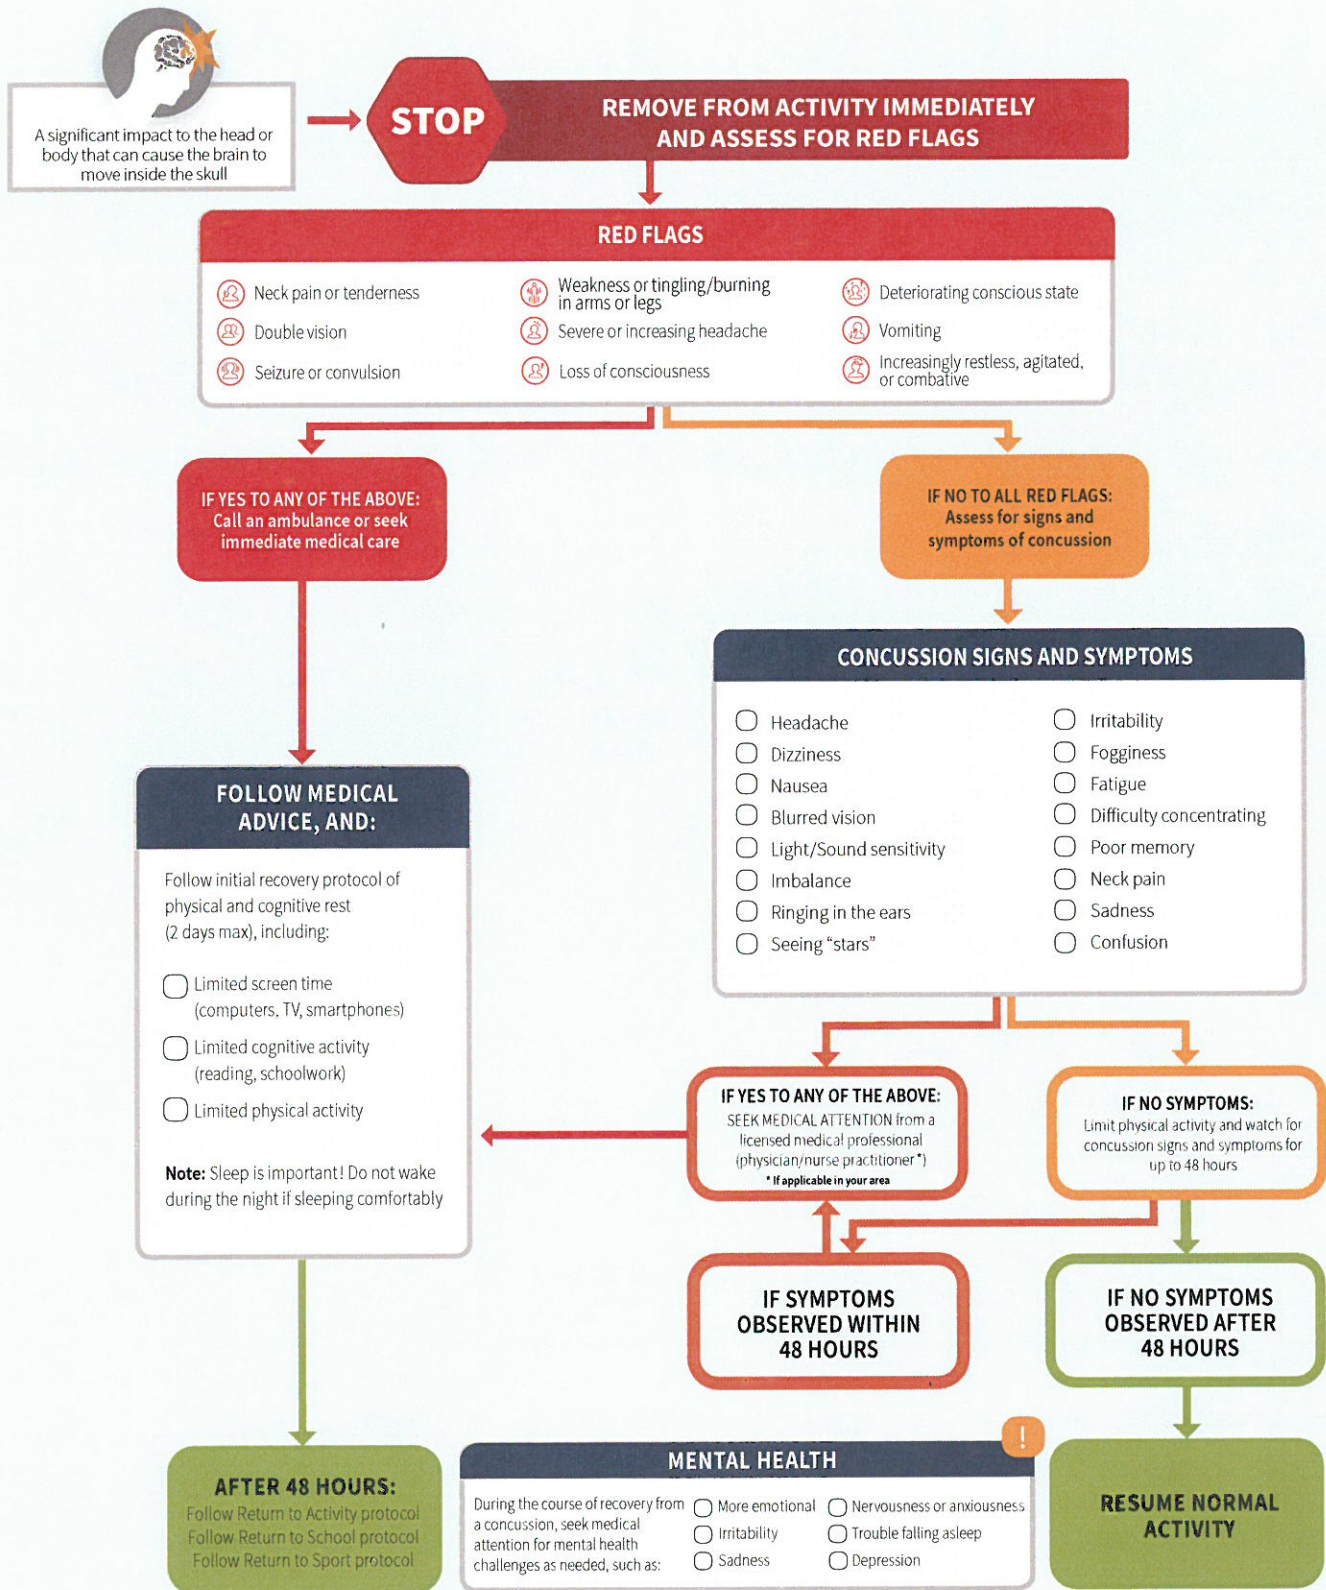 A significant impact to the head or
body that can cause the brain to
move inside the skull
STOP
REMOVE FROM ACTIVITY IMMEDIATELY
AND ASSESS FOR RED FLAGS
RED FLAGS
Neck pain or tenderness
Double vision
Seizure or convulsion
Weakness or tingling/burning
in arms or legs
Severe or increasing headache
Loss of consciousness
Deteriorating conscious state
Vomiting
Increasingly restless, agitated,
or combative
IF YES TO ANY OF THE ABOVE:
Call an ambulance or seek
immediate medical care
IF NO TO ALL RED FLAGS:
Assess for signs and
symptoms of concussion
CONCUSSION SIGNS AND SYMPTOMS
Headache
Dizziness
Nausea
Blurred vision
Light/Sound sensitivity
Imbalance
Ringing in the ears
Seeing "stars"
Irritability
Fogginess
Fatigue
Difficulty concentrating
Poor memory
Neck pain
Sadness
Confusion
FOLLOW MEDICAL
ADVICE, AND:
Follow initial recovery protocol of
physical and cognitive rest
(2 days max), including:
Limited screen time
(computers, TV, smartphones)
Limited cognitive activity
(reading, schoolwork)
Limited physical activity
Note: Sleep is important! Do not wake
during the night if sleeping comfortably
IF YES TO ANY OF THE ABOVE:
SEEK MEDICAL ATTENTION from a
licensed medical professional
(physician/nurse practitioner*)
* If applicable in your area
IF NO SYMPTOMS:
Limit physical activity and watch for
concussion signs and symptoms for
up to 48 hours
IF SYMPTOMS
OBSERVED WITHIN
48 HOURS
IF NO SYMPTOMS
OBSERVED AFTER
48 HOURS
AFTER 48 HOURS:
Follow Return to Activity protocol
Follow Return to School protocol
Follow Return to Sport protocol
!
MENTAL HEALTH
During the course of recovery from
a concussion, seek medical
attention for mental health
challenges as needed, such as:
More emotional
Irritability
Sadness
Nervousness or anxiousness
Trouble falling asleep
Depression
RESUME NORMAL
ACTIVITY